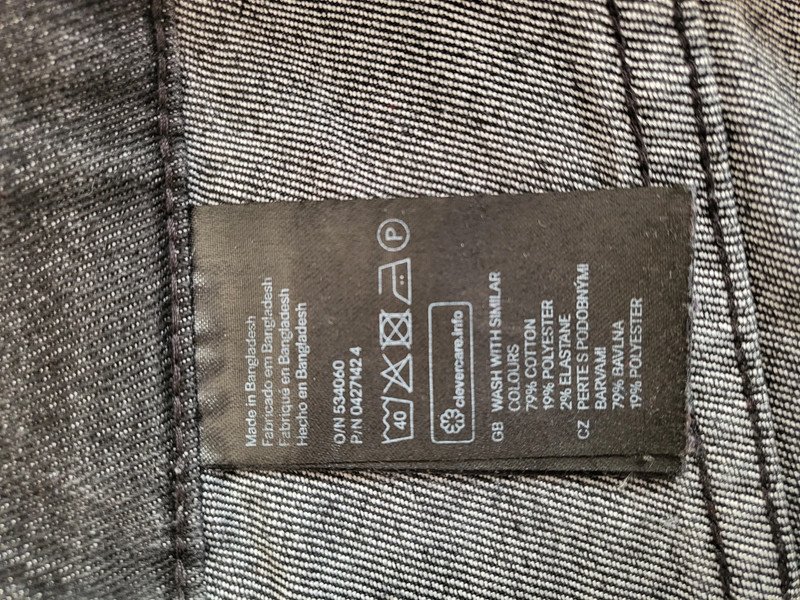 Made in Bangladesh
Fabricado em Bangladesh
Fabriqué en Bangladesh
Hecho en Bangladesh
O/N 534060
P/N 0427142.4
40 P
clevercare.info
GB WASH WITH SIMILAR
COLOURS
79% COTTON
19% POLYESTER
2% ELASTANE
CZ PERTE S PODOBNÝMI
BARVAMI
79% BAVLNA
19% POLYESTER